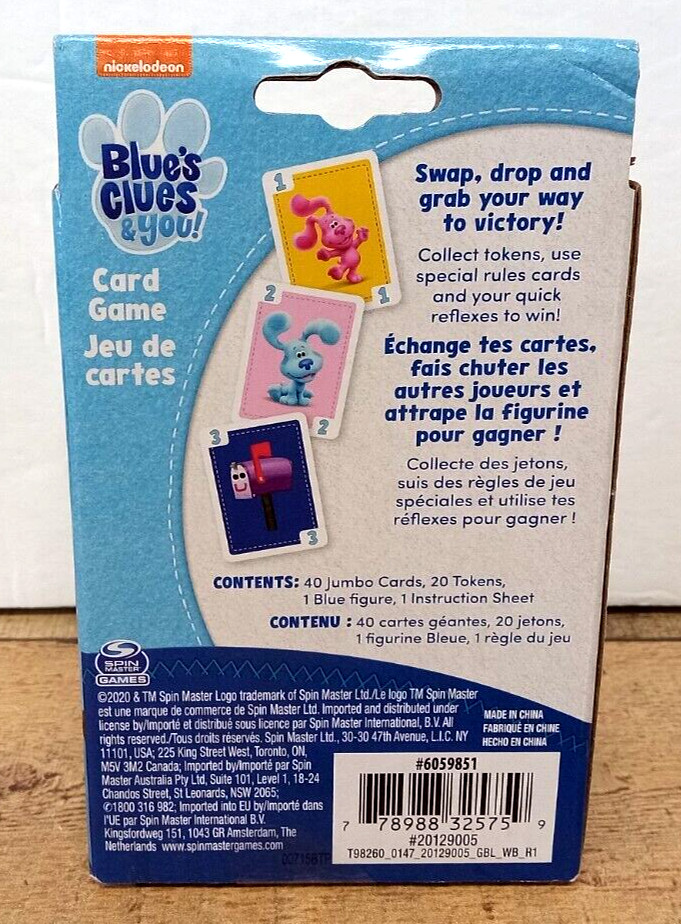 nickelodeon
Blue's
Clues
& you!
Card
Game
Jeu de
cartes
1
1
2
2
3
3
Swap, drop and
grab your way
to victory!
Collect tokens, use
special rules cards
and your quick
reflexes to win!
Échange tes cartes,
fais chuter les
autres joueurs et
attrape la figurine
pour gagner !
Collecte des jetons,
suis des règles de jeu
spéciales et utilise tes
réflexes pour gagner !
CONTENTS: 40 Jumbo Cards, 20 Tokens,
1 Blue figure, 1 Instruction Sheet
CONTENU : 40 cartes géantes, 20 jetons,
1 figurine Bleue, 1 règle du jeu
SPIN
MASTER
GAMES
©2020 & TM Spin Master Logo trademark of Spin Master Ltd./Le logo TM Spin Master
est une marque de commerce de Spin Master Ltd. Imported and distributed under
license by/Importé et distribué sous licence par Spin Master International, B.V. All
rights reserved./Tous droits réservés. Spin Master Ltd., 30-30 47th Avenue, L.I.C. NY
11101, USA; 225 King Street West, Toronto, ON,
M5V 3M2 Canada; Imported by/Importé par Spin
Master Australia Pty Ltd, Suite 101, Level 1, 18-24
Chandos Street, St Leonards, NSW 2065;
✆1800 316 982; Imported into EU by/Importé dans
l'UE par Spin Master International B.V.
Kingsfordweg 151, 1043 GR Amsterdam, The
Netherlands www.spinmastergames.com
MADE IN CHINA
FABRIQUÉ EN CHINE
HECHO EN CHINA
#6059851
7 78988 32575 9
#20129005
T98260_0147_20129005_GBL_WB_R1